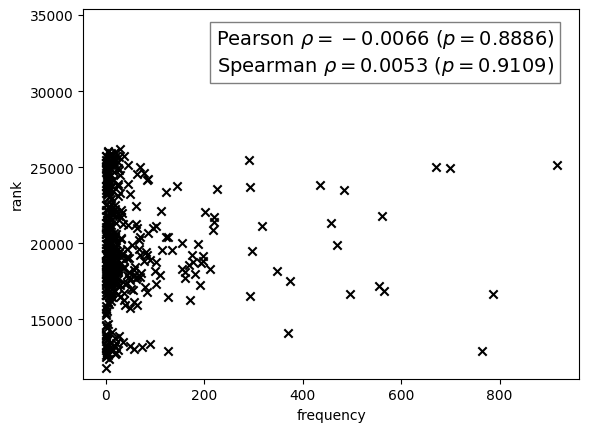 35000
Pearson ρ = −0.0066 (p = 0.8886)
Spearman ρ = 0.0053 (p = 0.9109)
30000
25000
rank
20000
15000
0 200 400 600 800
frequency